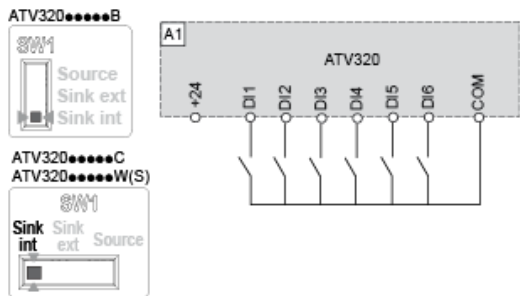 ATV320●●●●●B
SW1
Source
Sink ext
Sink int
A1
ATV320
+24
DI1
DI2
DI3
DI4
DI5
DI6
COM
ATV320●●●●●C
ATV320●●●●●W(S)
SW1
Sink int
Sink ext
Source